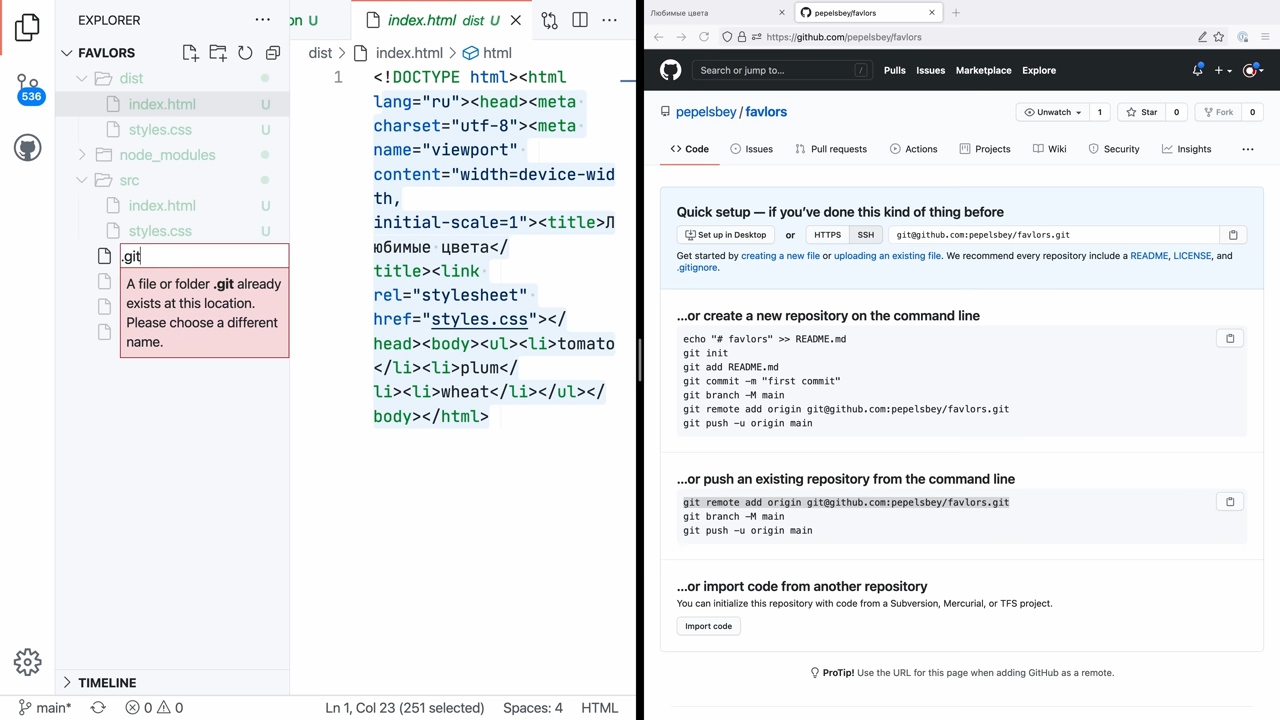 EXPLORER
FAVLORS
dist
index.html U
styles.css U
node_modules
src
index.html U
styles.css U
.git
A file or folder .git already
exists at this location.
Please choose a different
name.
TIMELINE
536
on U
index.html dist U
dist > index.html > html
1
<!DOCTYPE html><html
lang="ru"><head><meta
charset="utf-8"><meta
name="viewport"
content="width=device-wid
th,
initial-scale=1"><title>Л
юбимые цвета</
title><link
rel="stylesheet"
href="styles.css"></
head><body><ul><li>tomato
</li><li>plum</
li><li>wheat</li></ul></
body></html>
main* 0 0
Ln 1, Col 23 (251 selected) Spaces: 4 HTML
Любимые цвета
pepelsbey/favlors
https://github.com/pepelsbey/favlors
Search or jump to... /
Pulls Issues Marketplace Explore
pepelsbey / favlors
Unwatch 1 Star 0 Fork 0
Code Issues Pull requests Actions Projects Wiki Security Insights
Quick setup — if you’ve done this kind of thing before
Set up in Desktop or HTTPS SSH git@github.com:pepelsbey/favlors.git
Get started by creating a new file or uploading an existing file. We recommend every repository include a README, LICENSE, and
.gitignore.
…or create a new repository on the command line
echo "# favlors" >> README.md
git init
git add README.md
git commit -m "first commit"
git branch -M main
git remote add origin git@github.com:pepelsbey/favlors.git
git push -u origin main
…or push an existing repository from the command line
git remote add origin git@github.com:pepelsbey/favlors.git
git branch -M main
git push -u origin main
…or import code from another repository
You can initialize this repository with code from a Subversion, Mercurial, or TFS project.
Import code
ProTip! Use the URL for this page when adding GitHub as a remote.